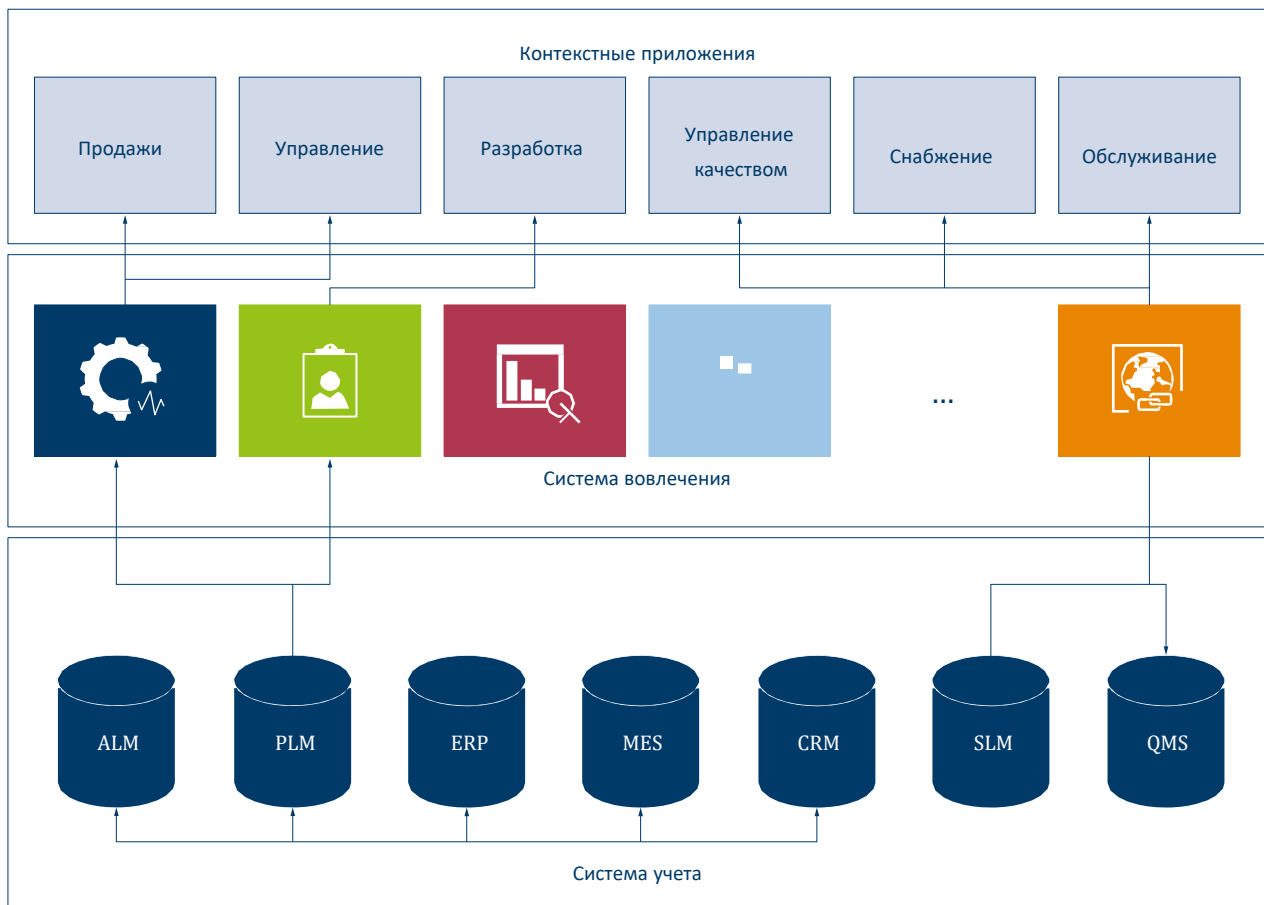 Контекстные приложения
Продажи
Управление
Разработка
Управление
качеством
Снабжение
Обслуживание
...
Система вовлечения
ALM
PLM
ERP
MES
CRM
SLM
QMS
Система учета